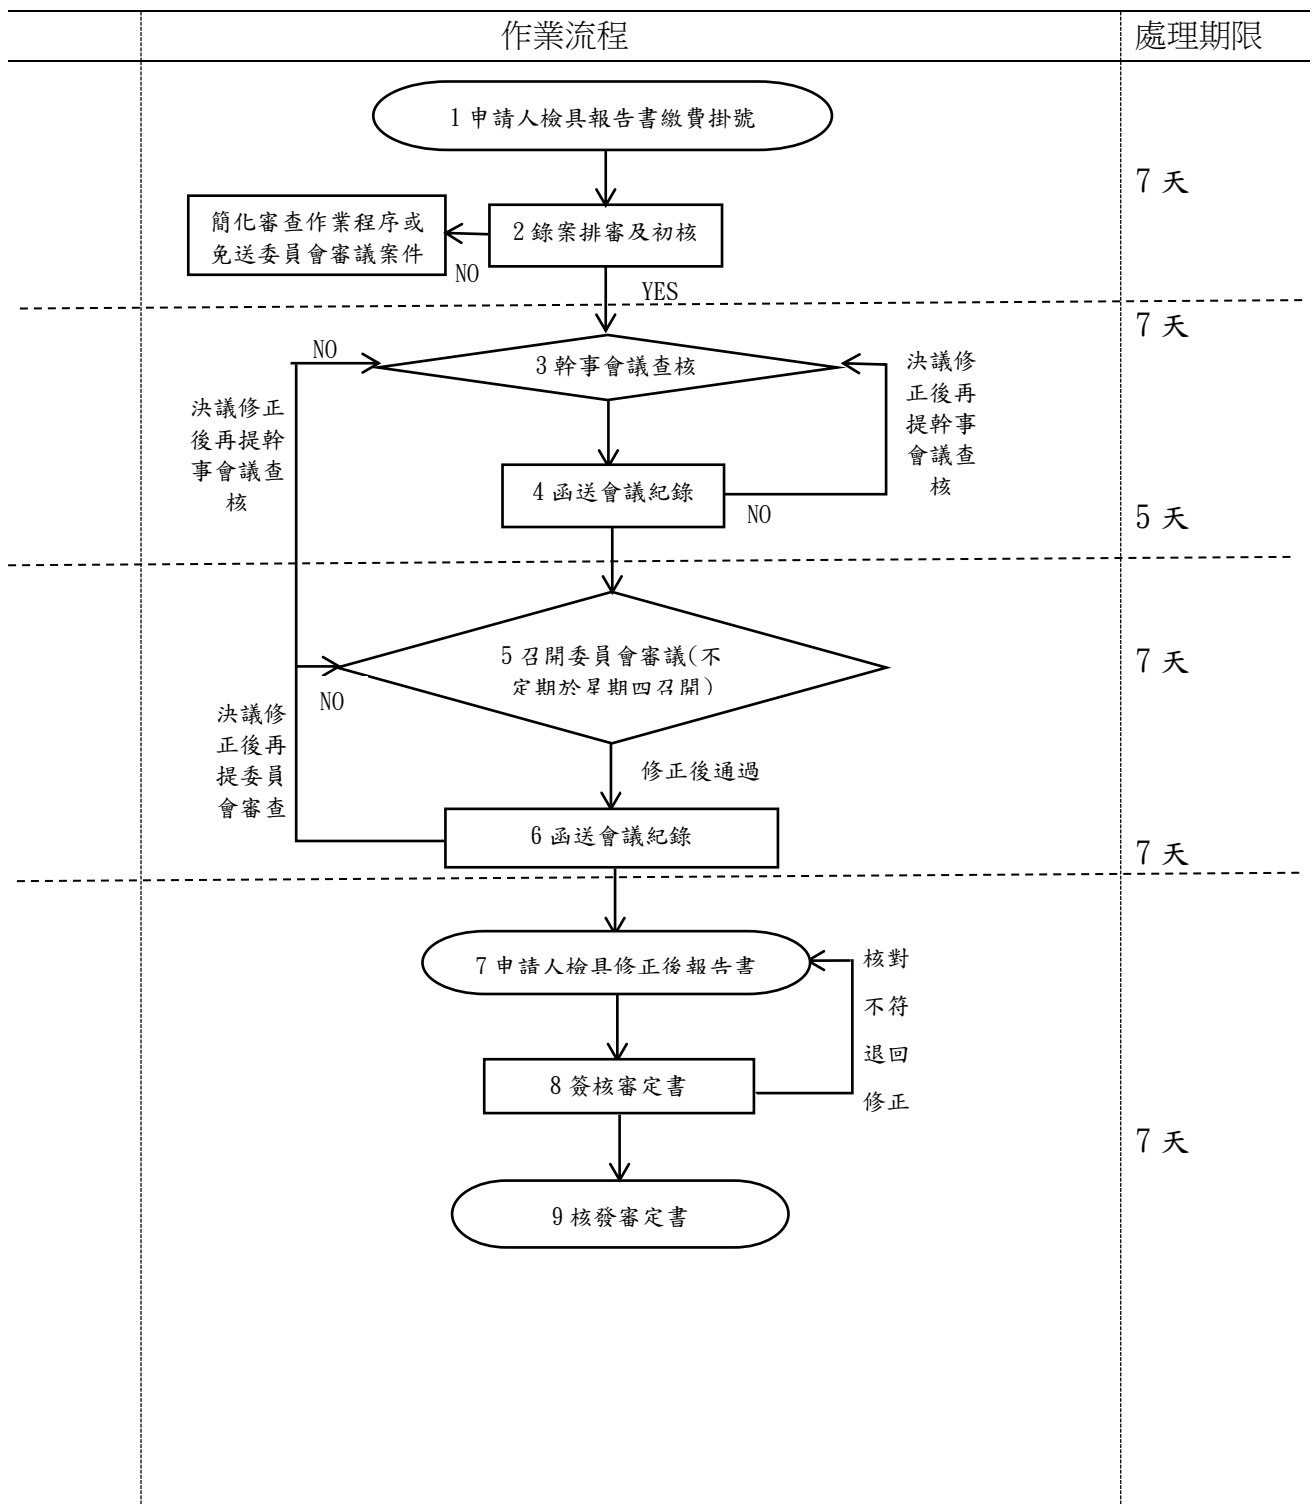 作業流程
處理期限
1 申請人檢具報告書繳費掛號
7 天
簡化審查作業程序或
免送委員會審議案件
2 錄案排審及初核
NO
YES
7 天
NO
3 幹事會議查核
決議修
正後再
提幹事
會議查
核
決議修正
後再提幹
事會議查
核
4 函送會議紀錄
NO
5 天
5 召開委員會審議(不
定期於星期四召開)
7 天
NO
決議修
正後再
提委員
會審查
修正後通過
6 函送會議紀錄
7 天
7 申請人檢具修正後報告書
核對
不符
退回
修正
8 簽核審定書
7 天
9 核發審定書